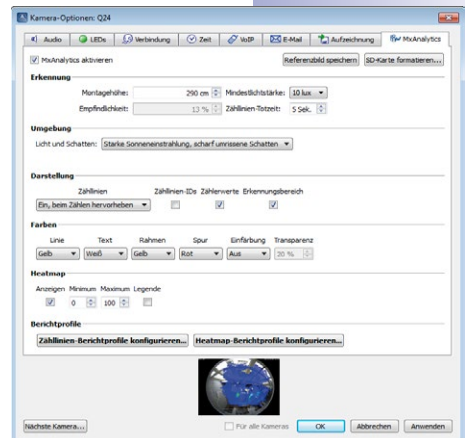 Kamera-Optionen: Q24
Audio LEDs Verbindung Zeit VoIP E-Mail Aufzeichnung MxAnalytics
MxAnalytics aktivieren Referenzbild speichern SD-Karte formatieren...
Erkennung
Montagehöhe: 290 cm Mindestlichtstärke: 10 lux
Empfindlichkeit: 13 % Zähllinien-Totzeit: 5 Sek.
Umgebung
Licht und Schatten: Starke Sonneneinstrahlung, scharf umrissene Schatten
Darstellung
Zähllinien Zähllinien-IDs Zählerwerte Erkennungsbereich
Ein, beim Zählen hervorheben
Farben
Linie Text Rahmen Spur Einfärbung Transparenz
Gelb Weiß Gelb Rot Aus 20 %
Heatmap
Anzeigen Minimum Maximum Legende
0 100
Berichtprofile
Zähllinien-Berichtprofile konfigurieren... Heatmap-Berichtprofile konfigurieren...
Nächste Kamera... Für alle Kameras OK Abbrechen Anwenden